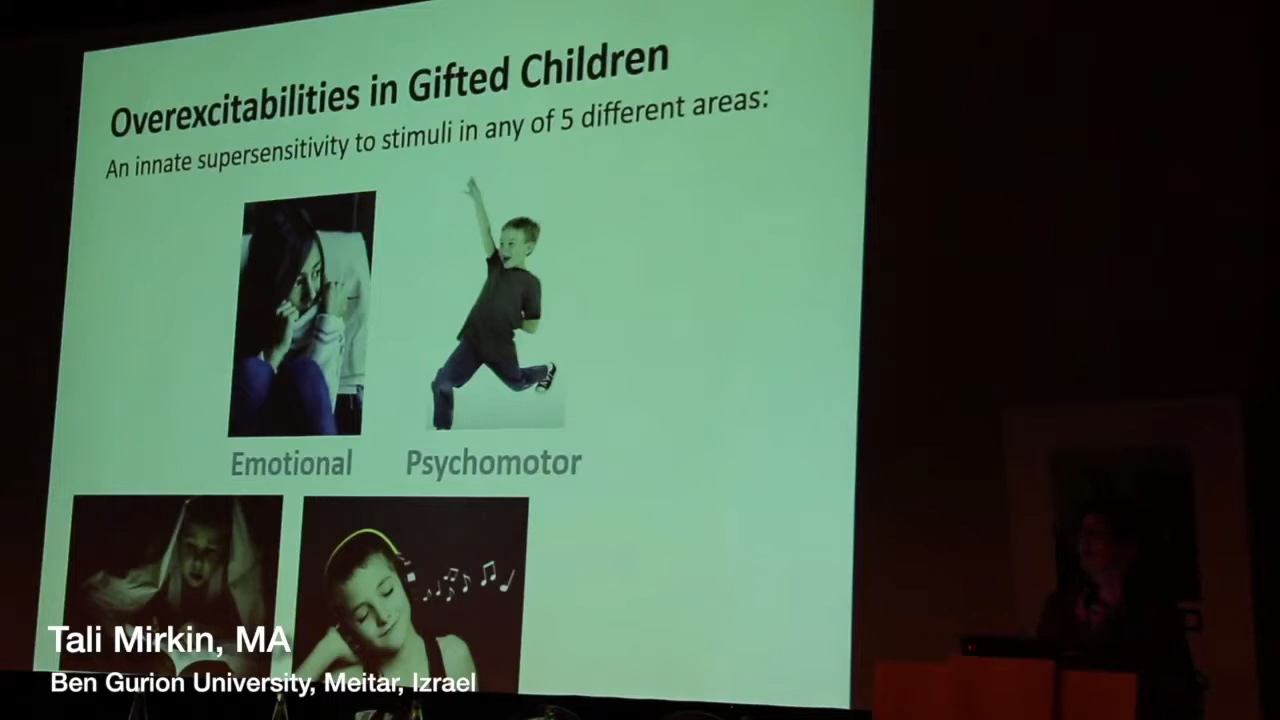 Overexcitabilities in Gifted Children
An innate supersensitivity to stimuli in any of 5 different areas:
Emotional
Psychomotor
Tali Mirkin, MA
Ben Gurion University, Meitar, Izrael